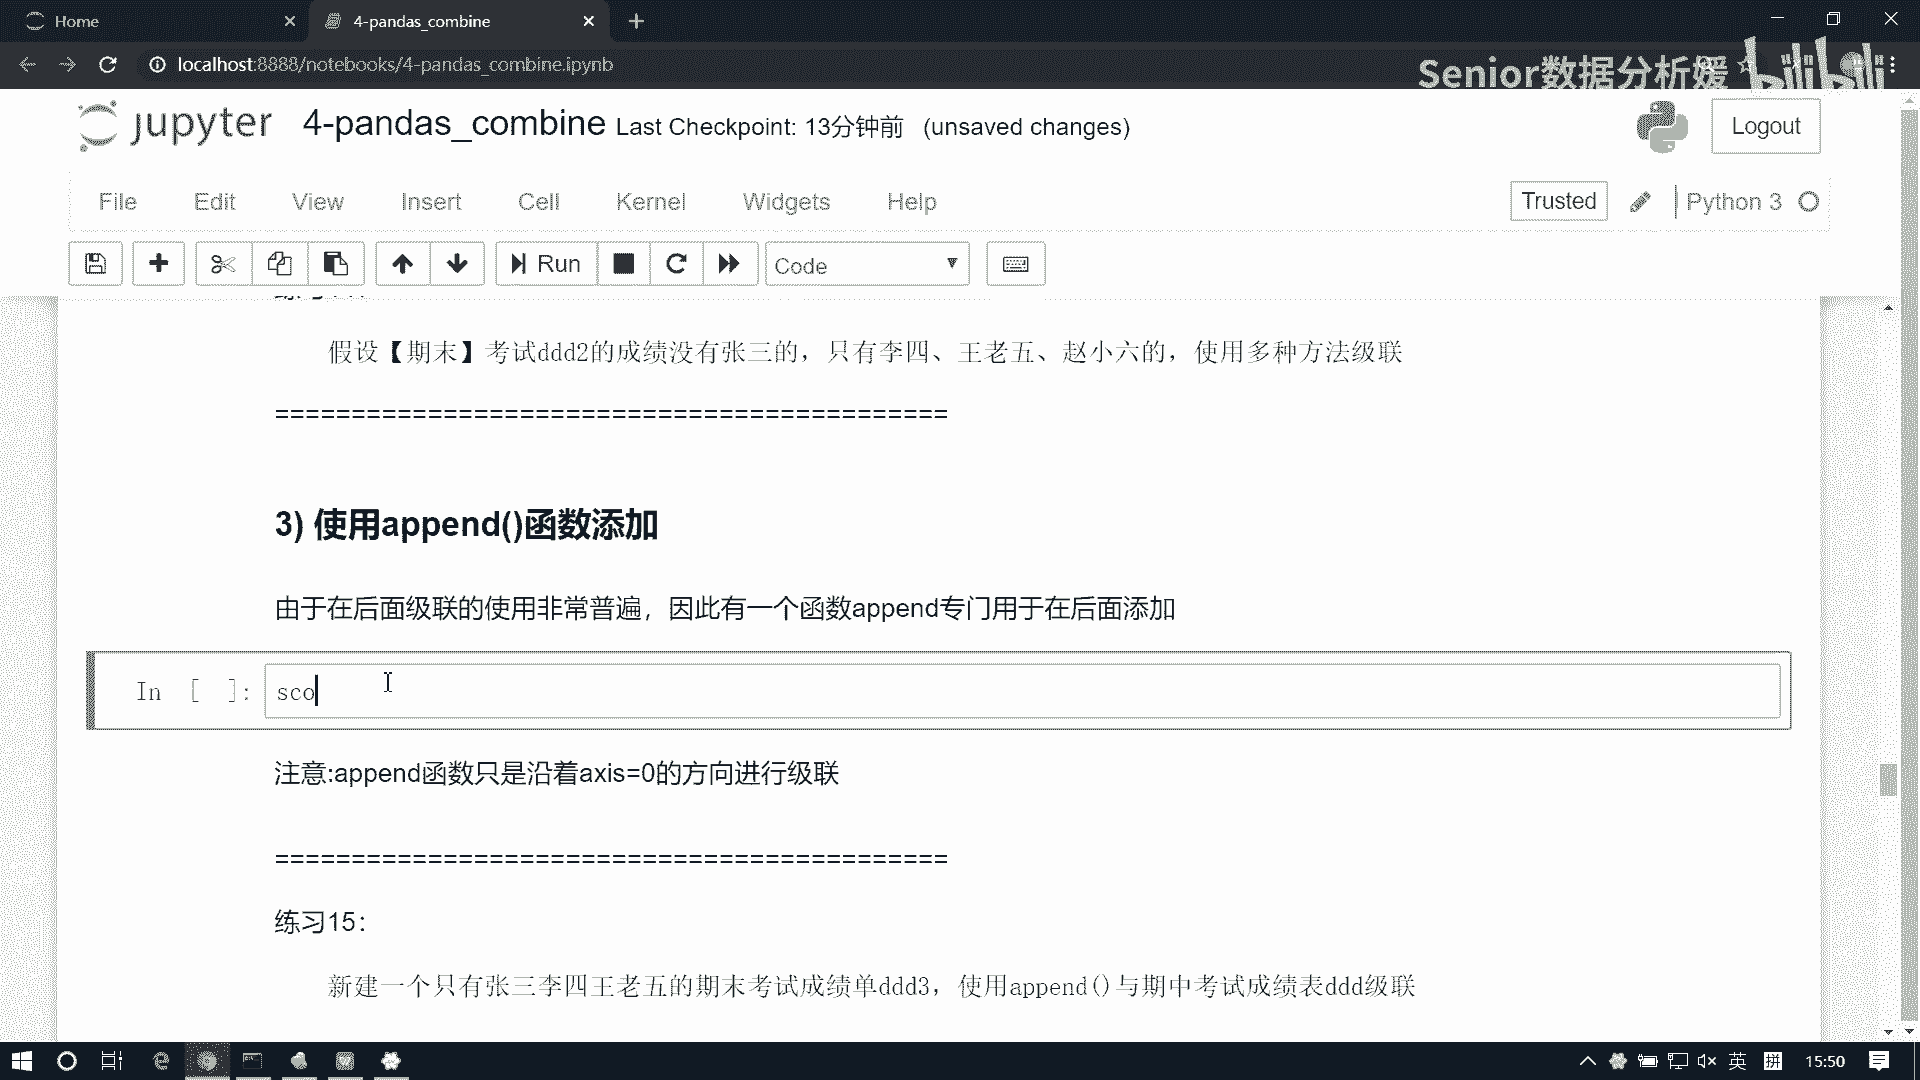 Home
4-pandas_combine
localhost:8888/notebooks/4-pandas_combine.ipynb
Senior数据分析媛
bilibili
jupyter 4-pandas_combine Last Checkpoint: 13分钟前 (unsaved changes)
Logout
File Edit View Insert Cell Kernel Widgets Help
Trusted
Python 3
Run
Code
假设【期末】考试ddd2的成绩没有张三的，只有李四、王老五、赵小六的，使用多种方法级联
============================================
3) 使用append()函数添加
由于在后面级联的使用非常普遍，因此有一个函数append专门用于在后面添加
In [ ]: sco
注意:append函数只是沿着axis=0的方向进行级联
============================================
练习15：
新建一个只有张三李四王老五的期末考试成绩单ddd3，使用append()与期中考试成绩表ddd级联
英
拼
15:50